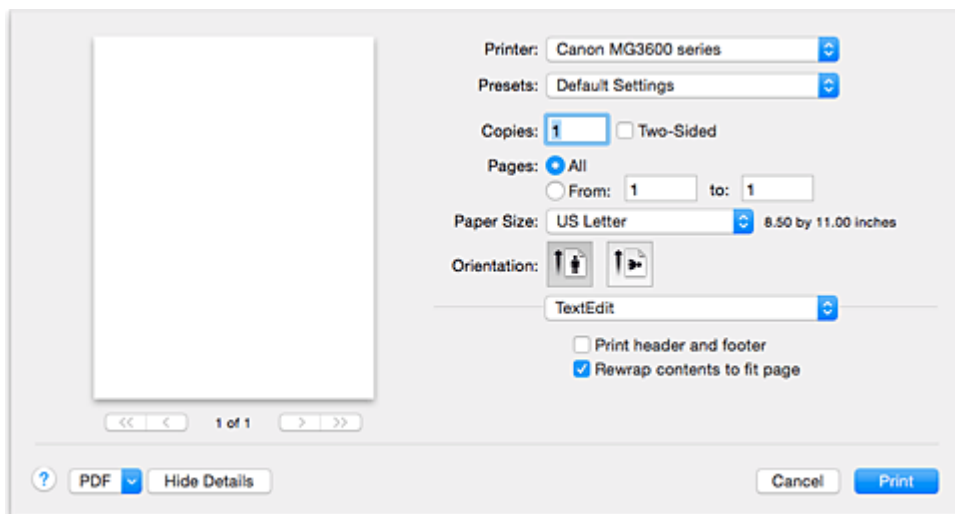 Printer: Canon MG3600 series
Presets: Default Settings
Copies: 1 Two-Sided
Pages: All
From: 1 to: 1
Paper Size: US Letter 8.50 by 11.00 inches
Orientation:
TextEdit
Print header and footer
Rewrap contents to fit page
<< < 1 of 1 > >>
? PDF Hide Details Cancel Print